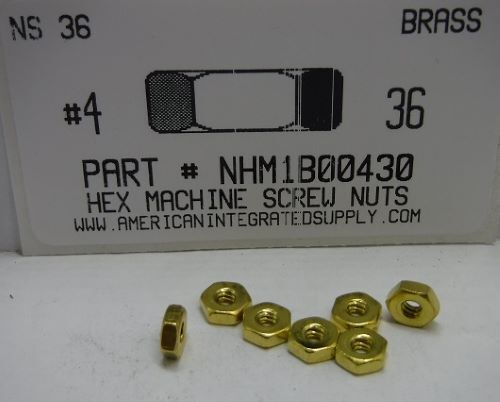 NS 36 BRASS
#4 36
PART # NHM1B00430
HEX MACHINE SCREW NUTS
WWW.AMERICANINTEGRATEDSUPPLY.COM